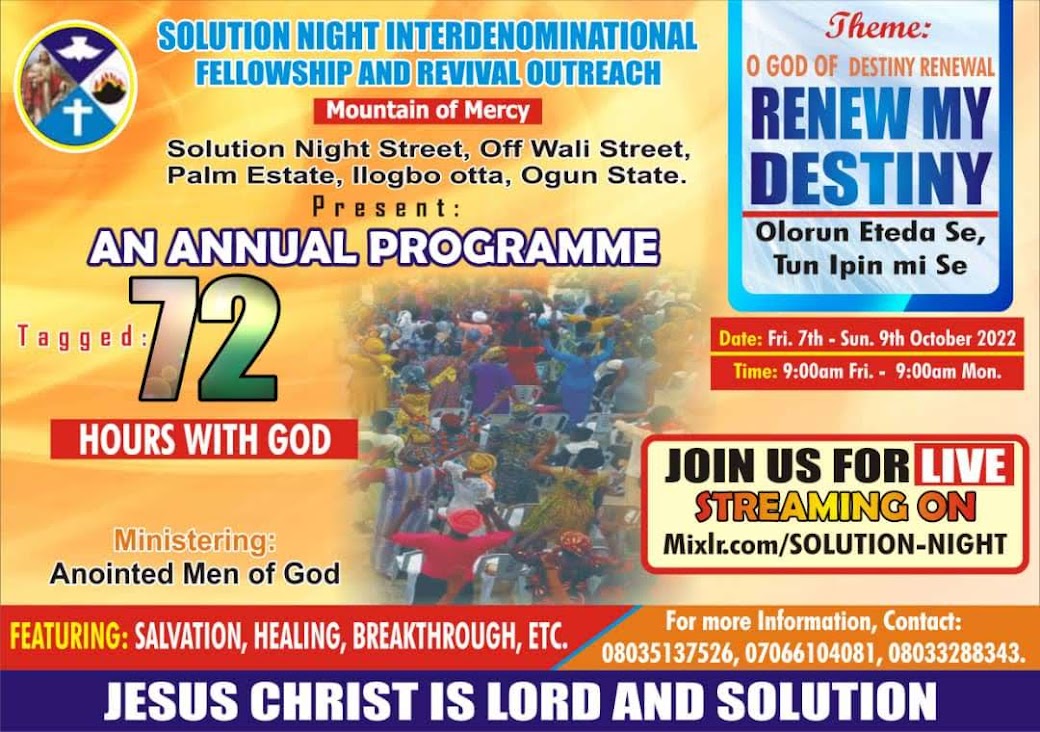 SOLUTION NIGHT INTERDENOMINATIONAL
FELLOWSHIP AND REVIVAL OUTREACH
Mountain of Mercy
Solution Night Street, Off Wali Street,
Palm Estate, Ilogbo otta, Ogun State.
Present:
AN ANNUAL PROGRAMME
Tagged:
72
HOURS WITH GOD
Ministering:
Anointed Men of God
Theme:
O GOD OF DESTINY RENEWAL
RENEW MY
DESTINY
Olorun Eteda Se,
Tun Ipin mi Se
Date: Fri. 7th - Sun. 9th October 2022
Time: 9:00am Fri. - 9:00am Mon.
JOIN US FOR LIVE
STREAMING ON
Mixlr.com/SOLUTION-NIGHT
FEATURING: SALVATION, HEALING, BREAKTHROUGH, ETC.
For more Information, Contact:
08035137526, 07066104081, 08033288343.
JESUS CHRIST IS LORD AND SOLUTION